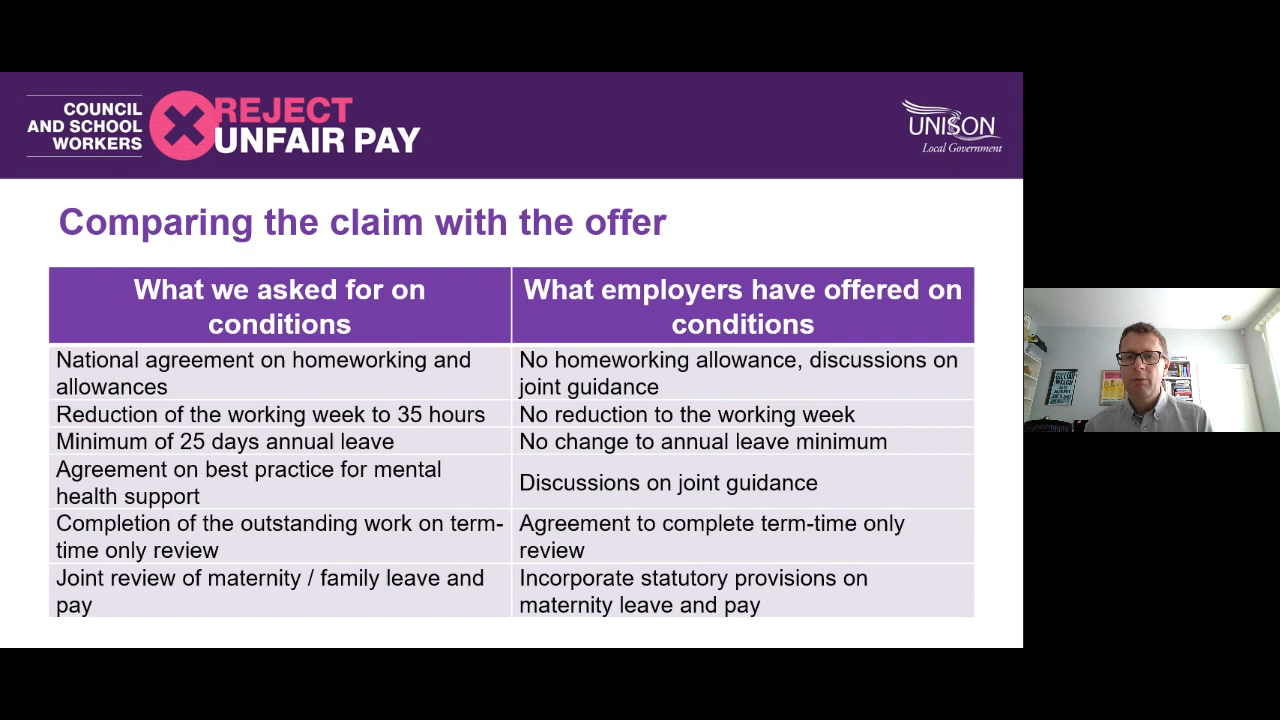 COUNCIL
AND SCHOOL
WORKERS
REJECT
UNFAIR PAY
UNISON
Local Government
Comparing the claim with the offer
What we asked for on
conditions
What employers have offered on
conditions
National agreement on homeworking and
allowances
No homeworking allowance, discussions on
joint guidance
Reduction of the working week to 35 hours
No reduction to the working week
Minimum of 25 days annual leave
No change to annual leave minimum
Agreement on best practice for mental
health support
Discussions on joint guidance
Completion of the outstanding work on term-
time only review
Agreement to complete term-time only
review
Joint review of maternity / family leave and
pay
Incorporate statutory provisions on
maternity leave and pay